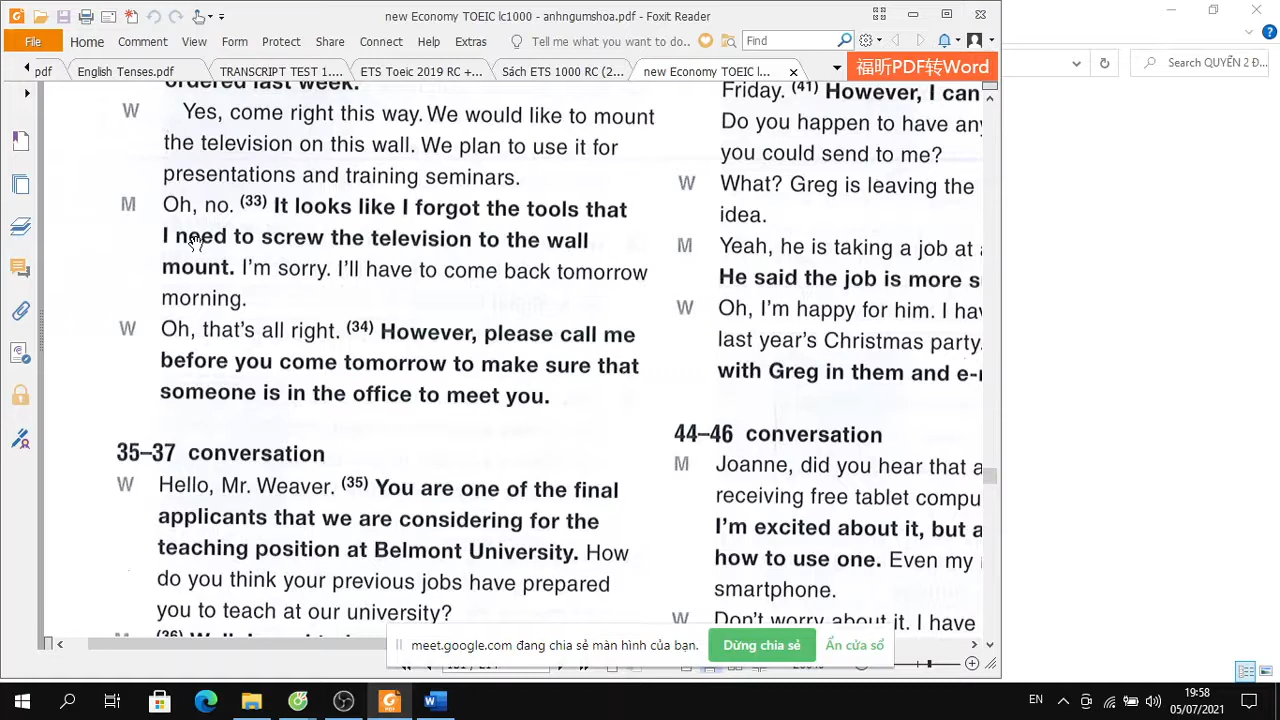 new Economy TOEIC lc1000 - anhngumshoa.pdf - Foxit Reader
File Home Comment View Form Protect Share Connect Help Extras Tell me what you want to do.. Find
pdf English Tenses.pdf TRANSCRIPT TEST 1.... ETS Toeic 2019 RC +... Sách ETS 1000 RC (2... new Economy TOEIC l... 福昕PDF转Word
Search QUYỂN 2 Đ...
ordered last week.
W Yes, come right this way. We would like to mount
the television on this wall. We plan to use it for
presentations and training seminars.
M Oh, no. (33) It looks like I forgot the tools that
I need to screw the television to the wall
mount. I'm sorry. I'll have to come back tomorrow
morning.
W Oh, that's all right. (34) However, please call me
before you come tomorrow to make sure that
someone is in the office to meet you.
35–37 conversation
W Hello, Mr. Weaver. (35) You are one of the final
applicants that we are considering for the
teaching position at Belmont University. How
do you think your previous jobs have prepared
you to teach at our university?
(36)
Friday. (41) However, I can
Do you happen to have any
you could send to me?
W What? Greg is leaving the
idea.
M Yeah, he is taking a job at
He said the job is more
W Oh, I'm happy for him. I hav
last year's Christmas party.
with Greg in them and e-
44–46 conversation
M Joanne, did you hear that a
receiving free tablet compu
I'm excited about it, but a
how to use one. Even my
smartphone.
W Don't worry about it. I have
meet.google.com đang chia sẻ màn hình của bạn. Dừng chia sẻ Ẩn cửa sổ
EN 19:58
05/07/2021